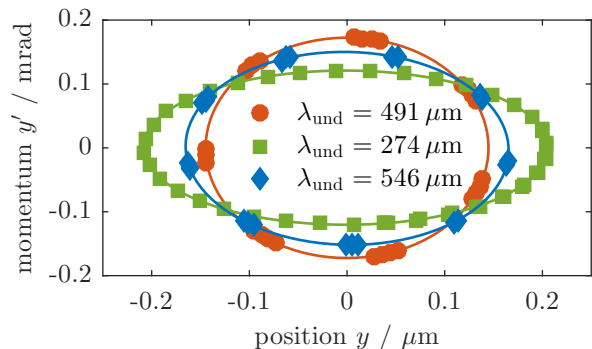 momentum y′ / mrad
0.2
0.1
0
-0.1
-0.2
λund = 491 μm
λund = 274 μm
λund = 546 μm
-0.2 -0.1 0 0.1 0.2
position y / μm